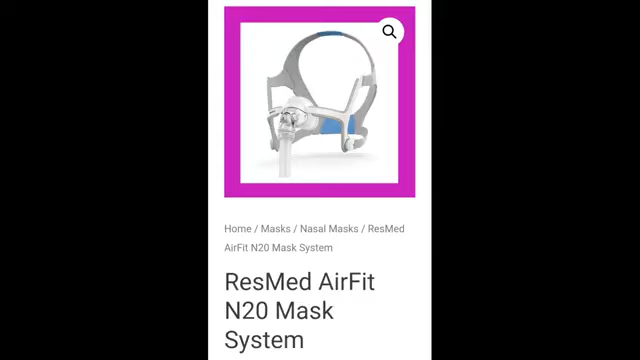 Home / Masks / Nasal Masks / ResMed
AirFit N20 Mask System
ResMed AirFit
N20 Mask
System